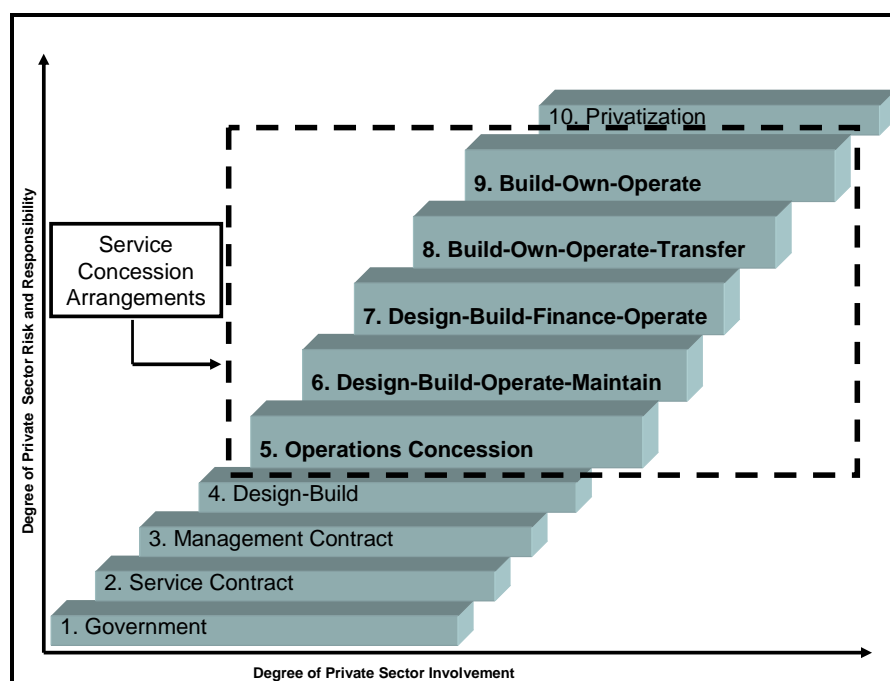 10. Privatization
9. Build-Own-Operate
8. Build-Own-Operate-Transfer
7. Design-Build-Finance-Operate
6. Design-Build-Operate-Maintain
5. Operations Concession
4. Design-Build
3. Management Contract
2. Service Contract
1. Government
Service
Concession
Arrangements
Degree of Private Sector Risk and Responsibility
Degree of Private Sector Involvement